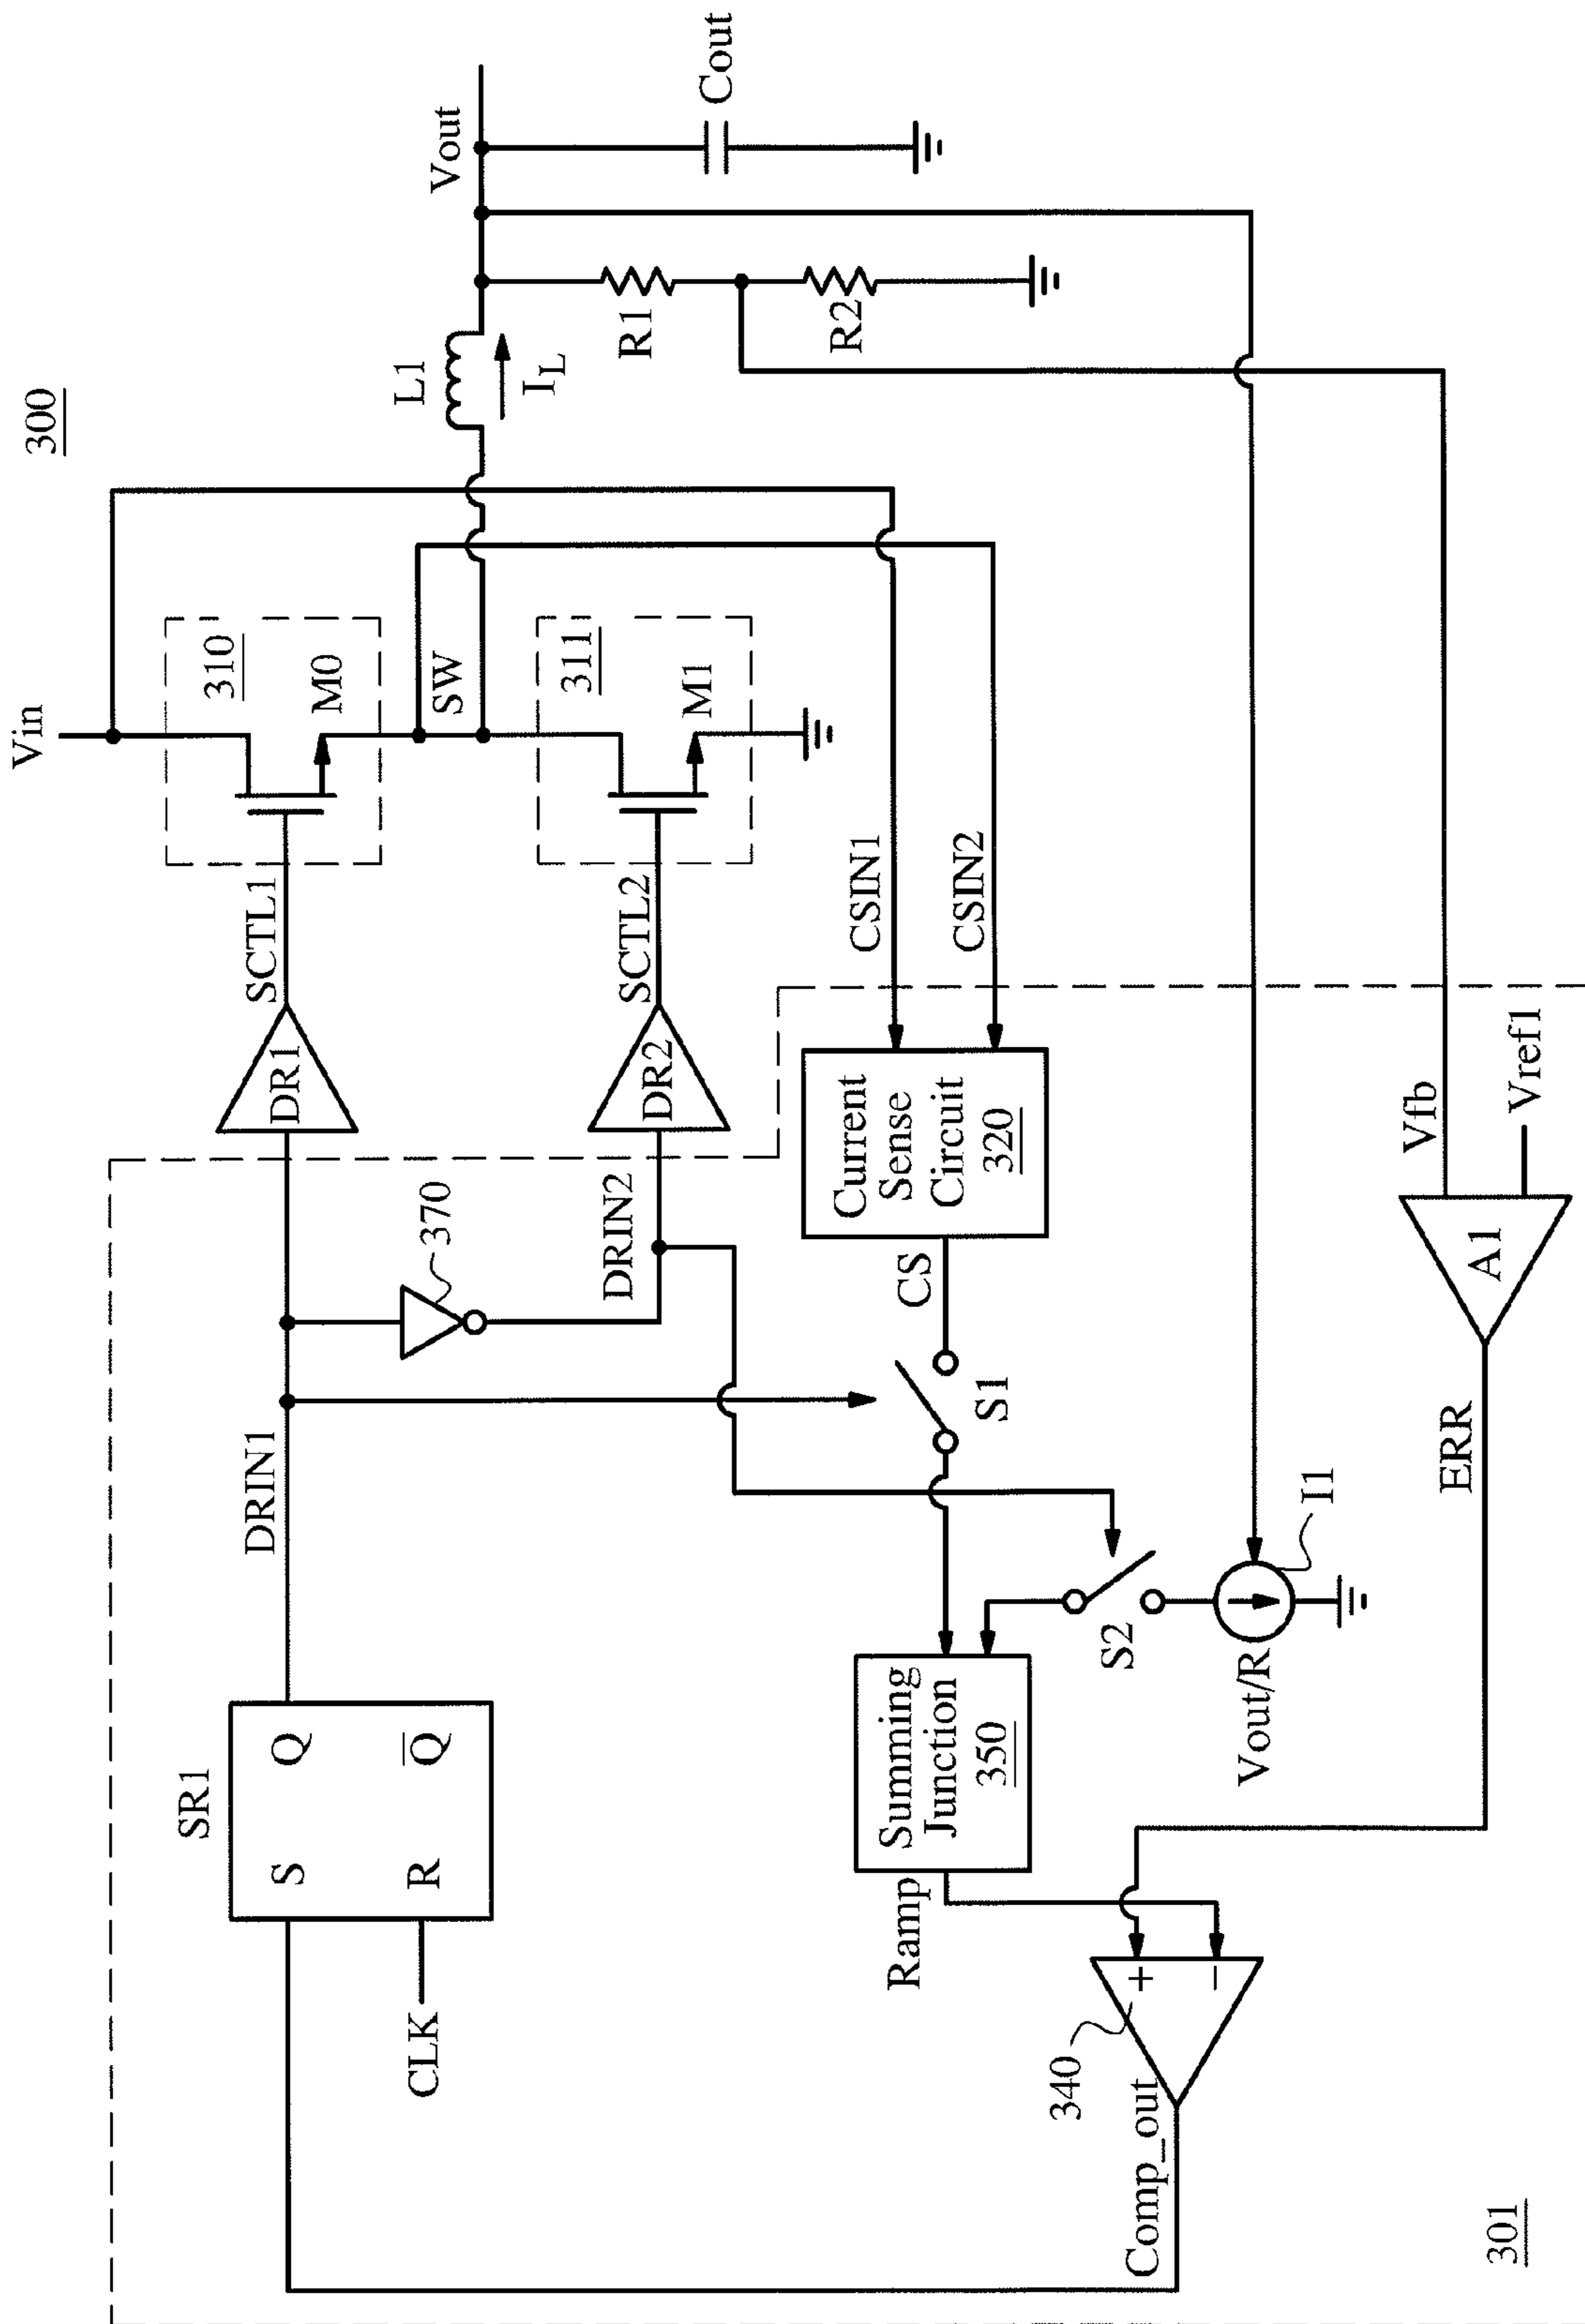 300
Vin
310
M0
SW
311
M1
L1
I_L
Vout
Cout
R1
R2
SCTL1
SCTL2
DR1
DR2
CSIN1
CSIN2
DRIN1
DRIN2
370
Current
Sense
Circuit
320
CS
S1
S2
SR1
S
Q
R
Q̅
CLK
Summing
Junction
350
Ramp
Vout/R
I1
Vfb
Vref1
A1
ERR
340
+
−
Comp_out
301